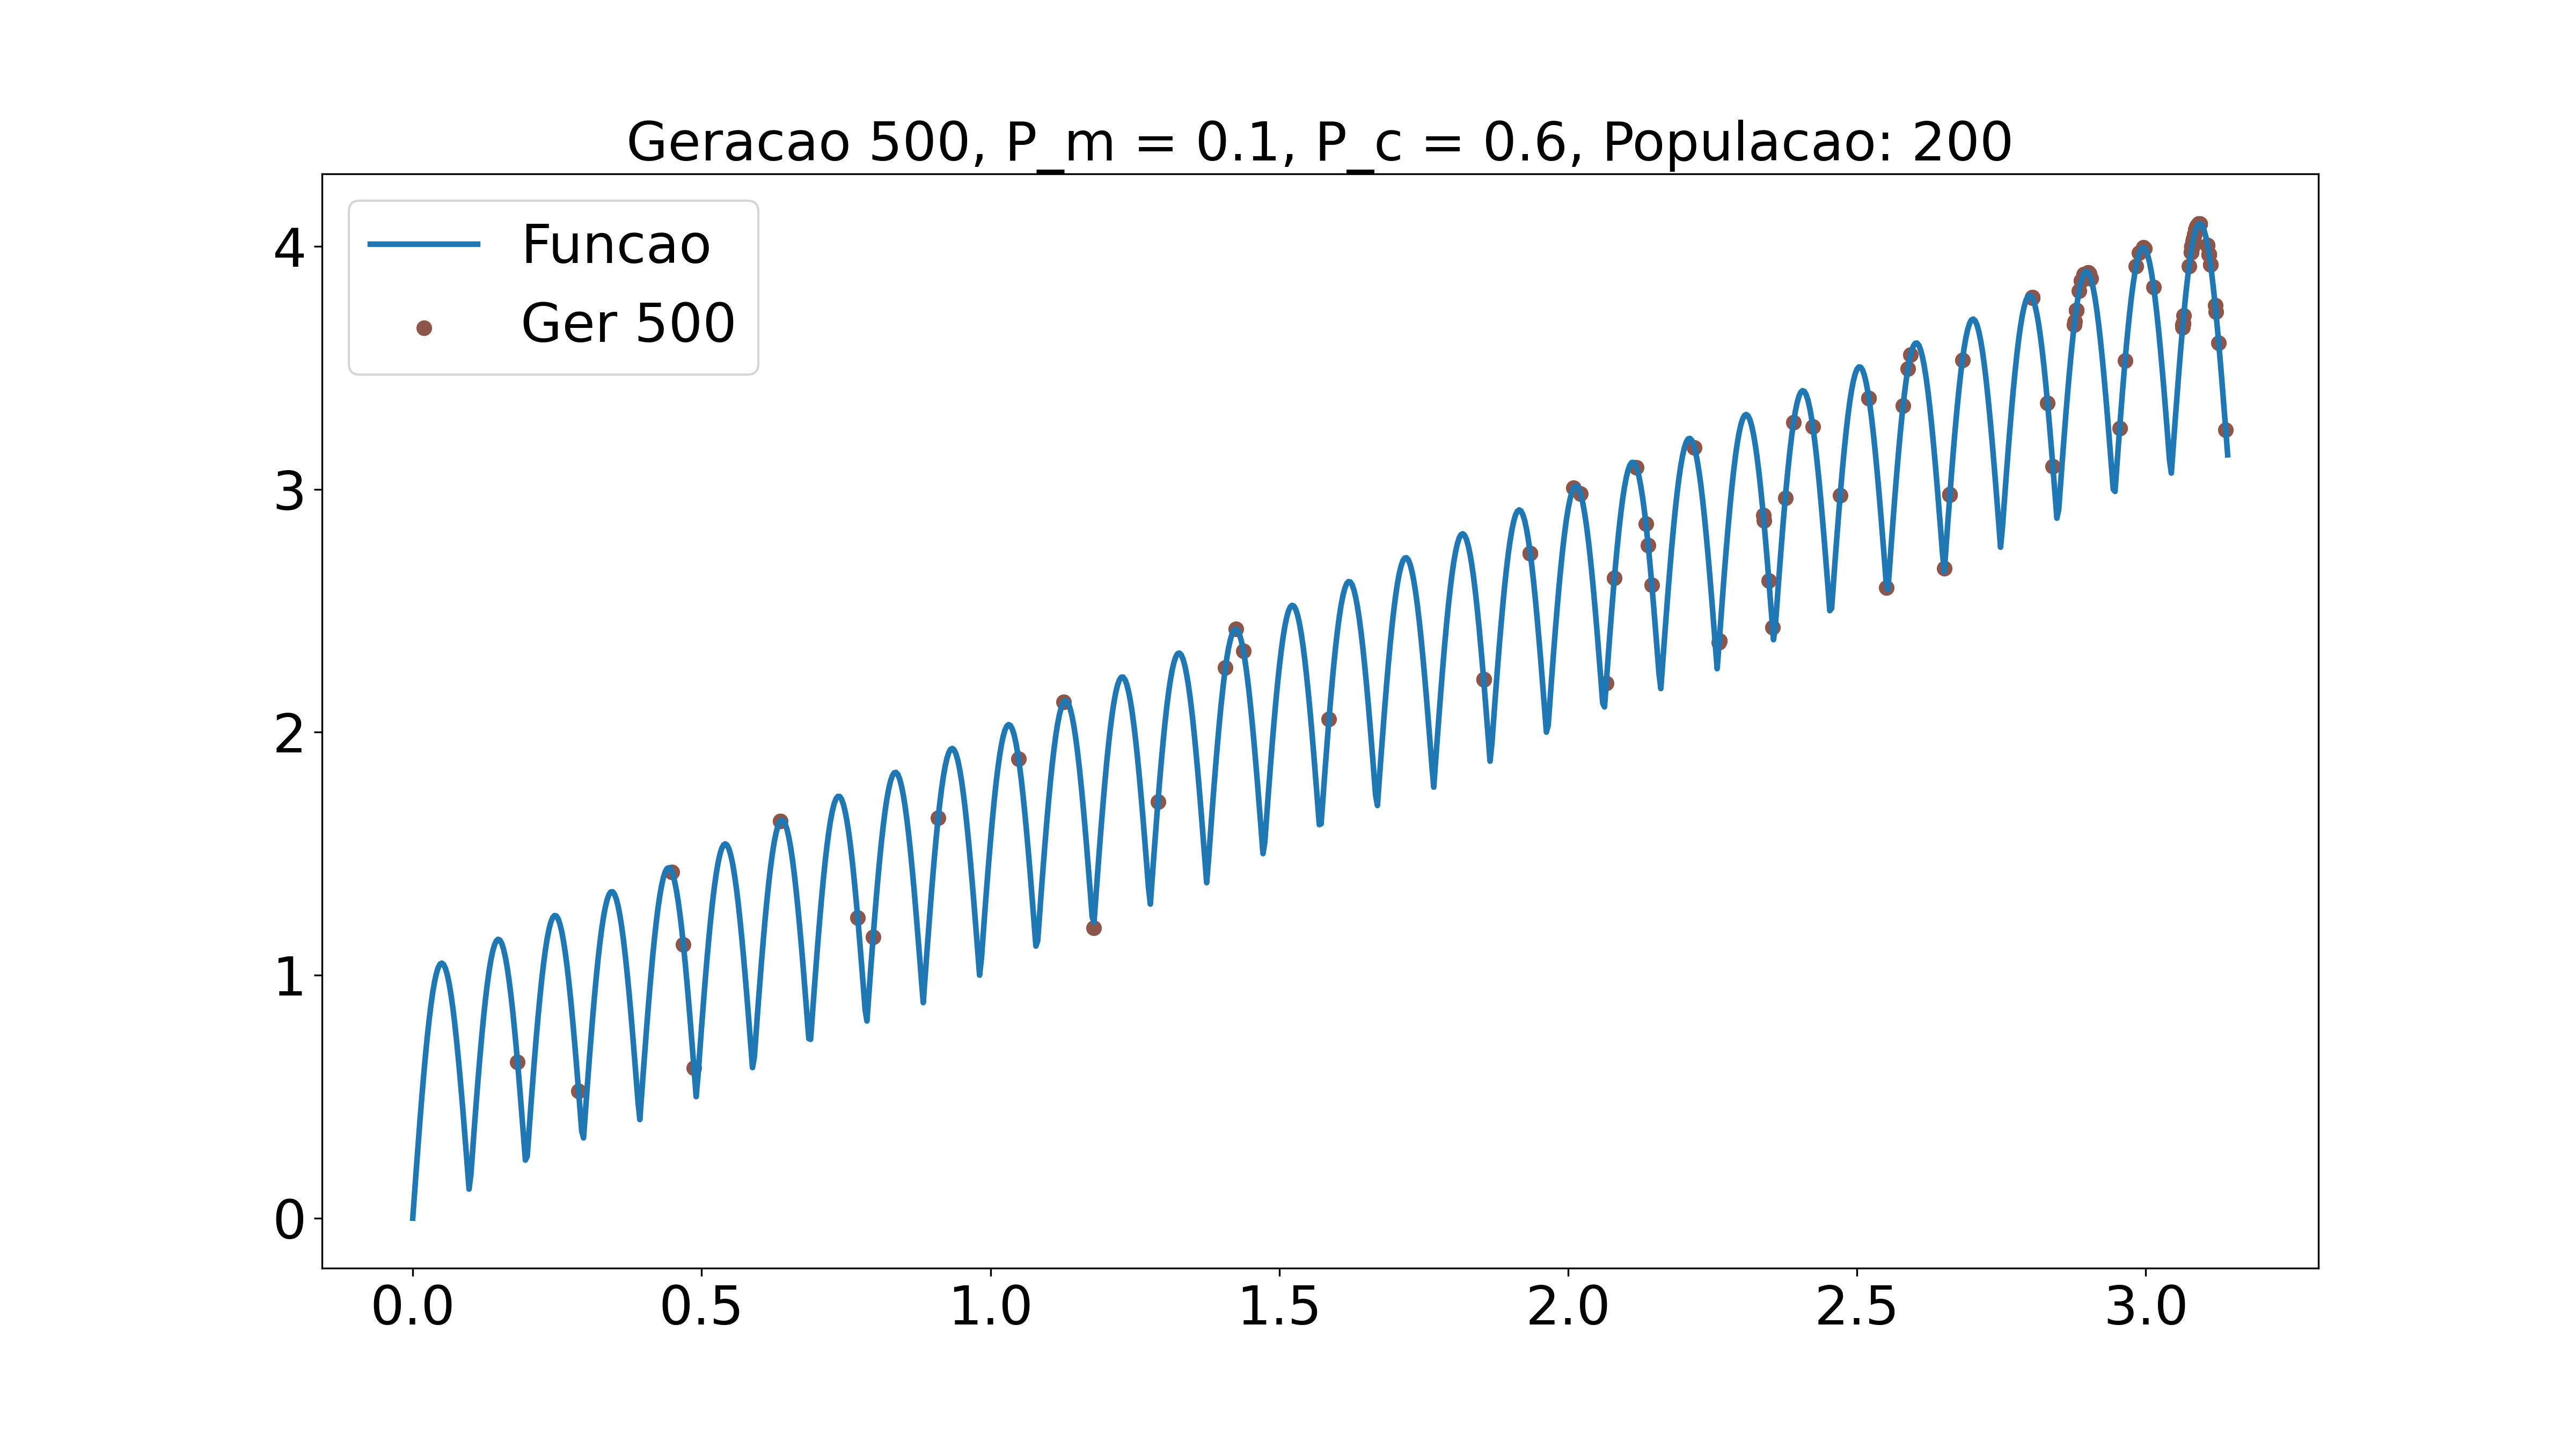 Geracao 500, P_m = 0.1, P_c = 0.6, Populacao: 200
Funcao
Ger 500
4
3
2
1
0
0.0 0.5 1.0 1.5 2.0 2.5 3.0